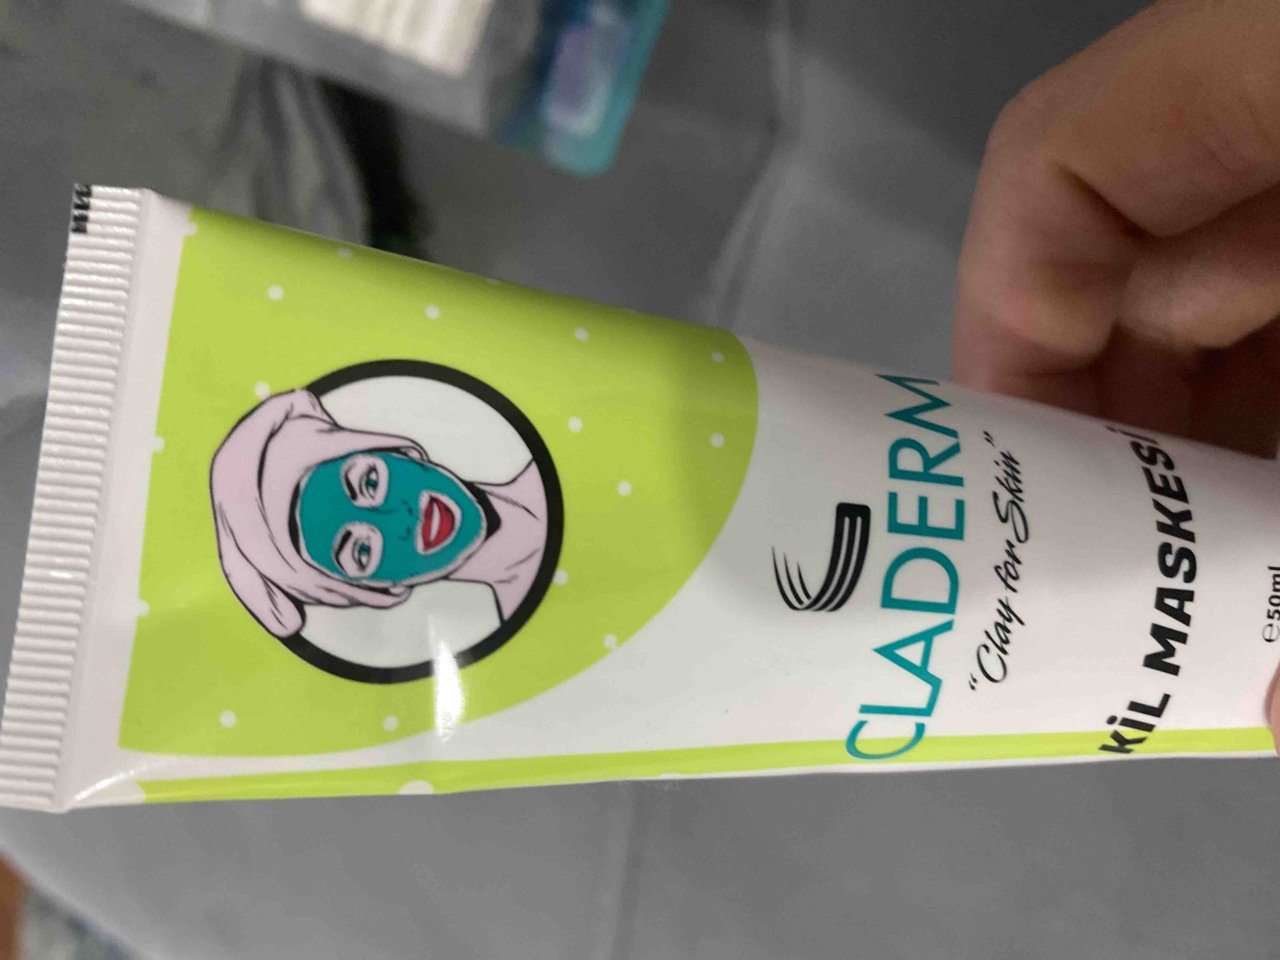 CLADERM
"Clay for Skin"
KİL MASKESİ
℮50ml